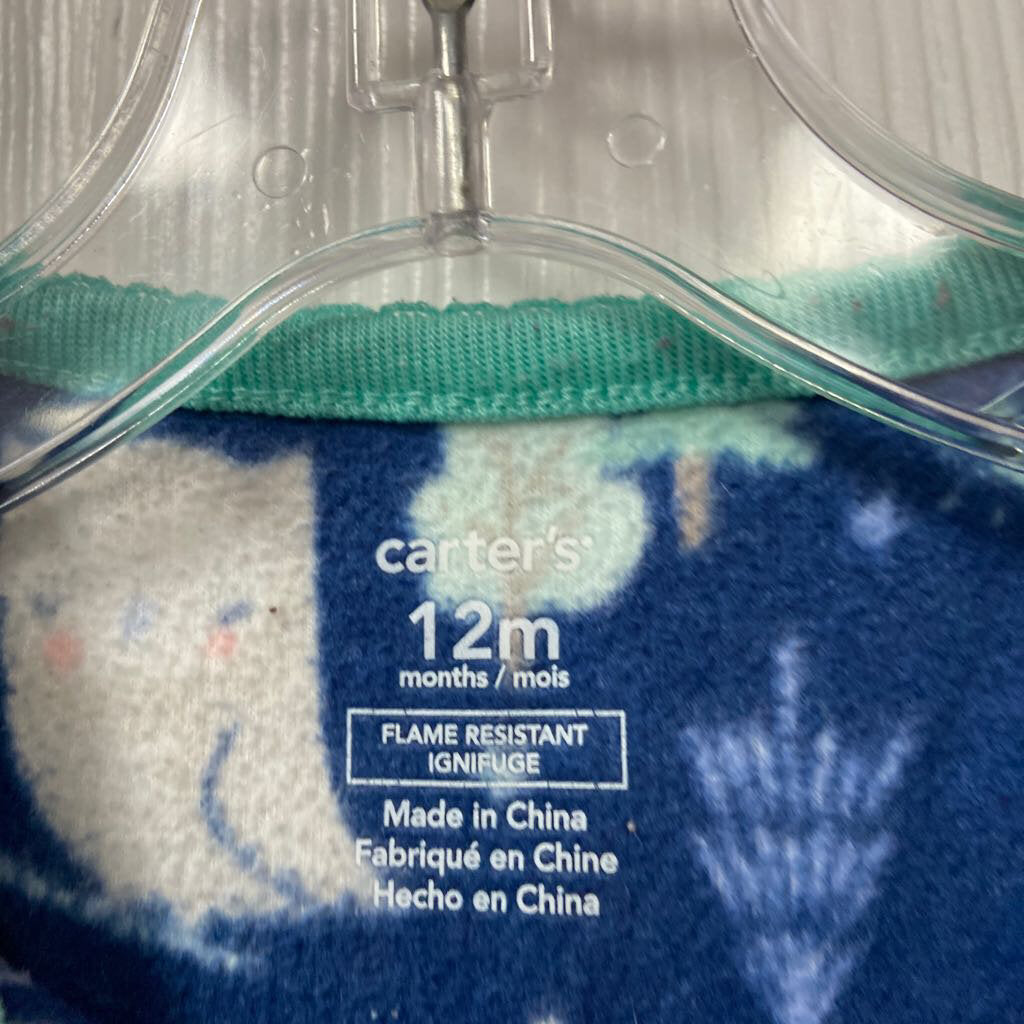 carter's
12m
months / mois
FLAME RESISTANT
IGNIFUGE
Made in China
Fabriqué en Chine
Hecho en China